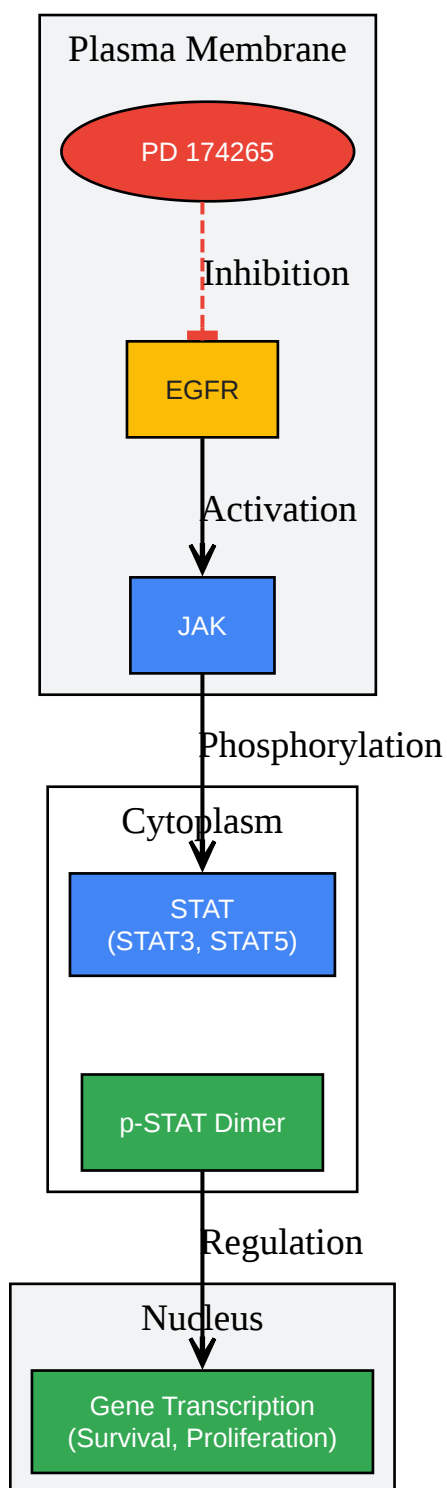 Plasma Membrane
PD 174265
Inhibition
EGFR
Activation
JAK
Phosphorylation
Cytoplasm
STAT
(STAT3, STAT5)
p-STAT Dimer
Regulation
Nucleus
Gene Transcription
(Survival, Proliferation)